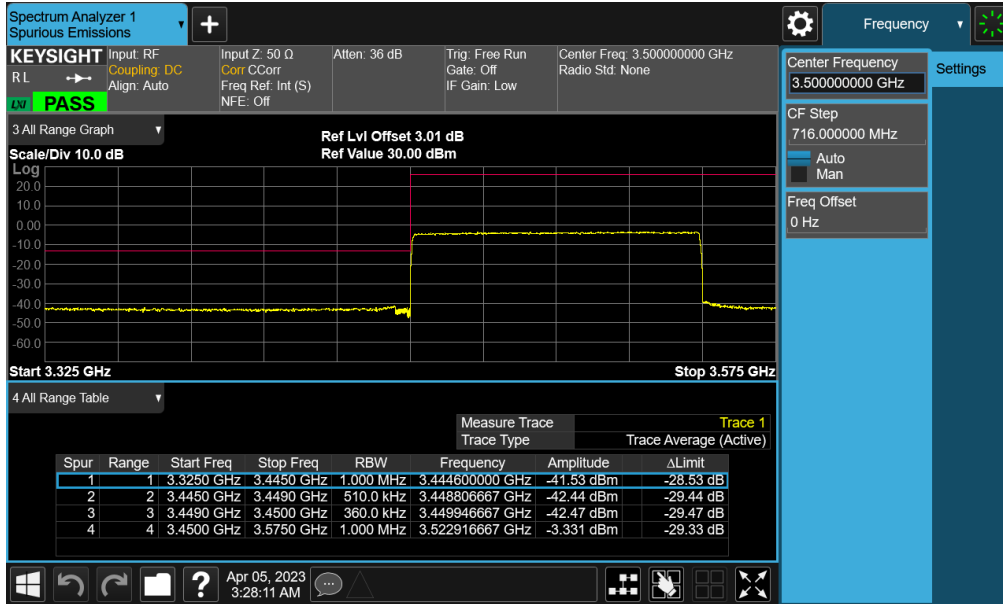 Spectrum Analyzer 1
Spurious Emissions
Frequency
KEYSIGHT
RL
LXI PASS
Input: RF
Coupling: DC
Align: Auto
Input Z: 50 Ω
Corr CCorr
Freq Ref: Int (S)
NFE: Off
Atten: 36 dB
Trig: Free Run
Gate: Off
IF Gain: Low
Center Freq: 3.500000000 GHz
Radio Std: None
Center Frequency
3.500000000 GHz
Settings
CF Step
716.000000 MHz
Auto
Man
Freq Offset
0 Hz
3 All Range Graph
Scale/Div 10.0 dB
Ref Lvl Offset 3.01 dB
Ref Value 30.00 dBm
Log
20.0
10.0
0.00
-10.0
-20.0
-30.0
-40.0
-50.0
-60.0
Start 3.325 GHz
Stop 3.575 GHz
4 All Range Table
Measure Trace Trace 1
Trace Type Trace Average (Active)
Spur Range Start Freq Stop Freq RBW Frequency Amplitude ΔLimit
1 1 3.3250 GHz 3.4450 GHz 1.000 MHz 3.444600000 GHz -41.53 dBm -28.53 dB
2 2 3.4450 GHz 3.4490 GHz 510.0 kHz 3.448806667 GHz -42.44 dBm -29.44 dB
3 3 3.4490 GHz 3.4500 GHz 360.0 kHz 3.449946667 GHz -42.47 dBm -29.47 dB
4 4 3.4500 GHz 3.5750 GHz 1.000 MHz 3.522916667 GHz -3.331 dBm -29.33 dB
?
Apr 05, 2023
3:28:11 AM